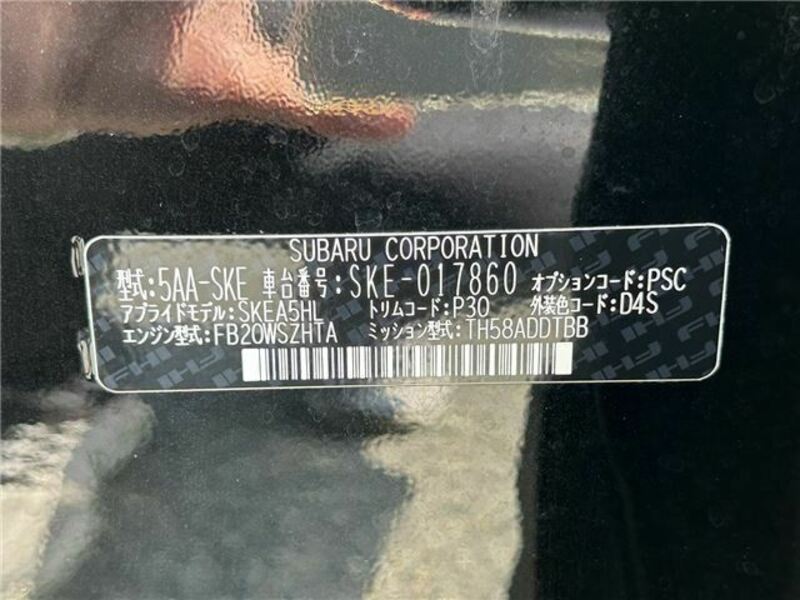 SUBARU CORPORATION
型式:5AA-SKE 車台番号:SKE-017860 オプションコード:PSC
アプライドモデル:SKEA5HL トリムコード:P30 外装色コード:D4S
エンジン型式:FB20WSZHTA ミッション型式:TH58ADDTBB